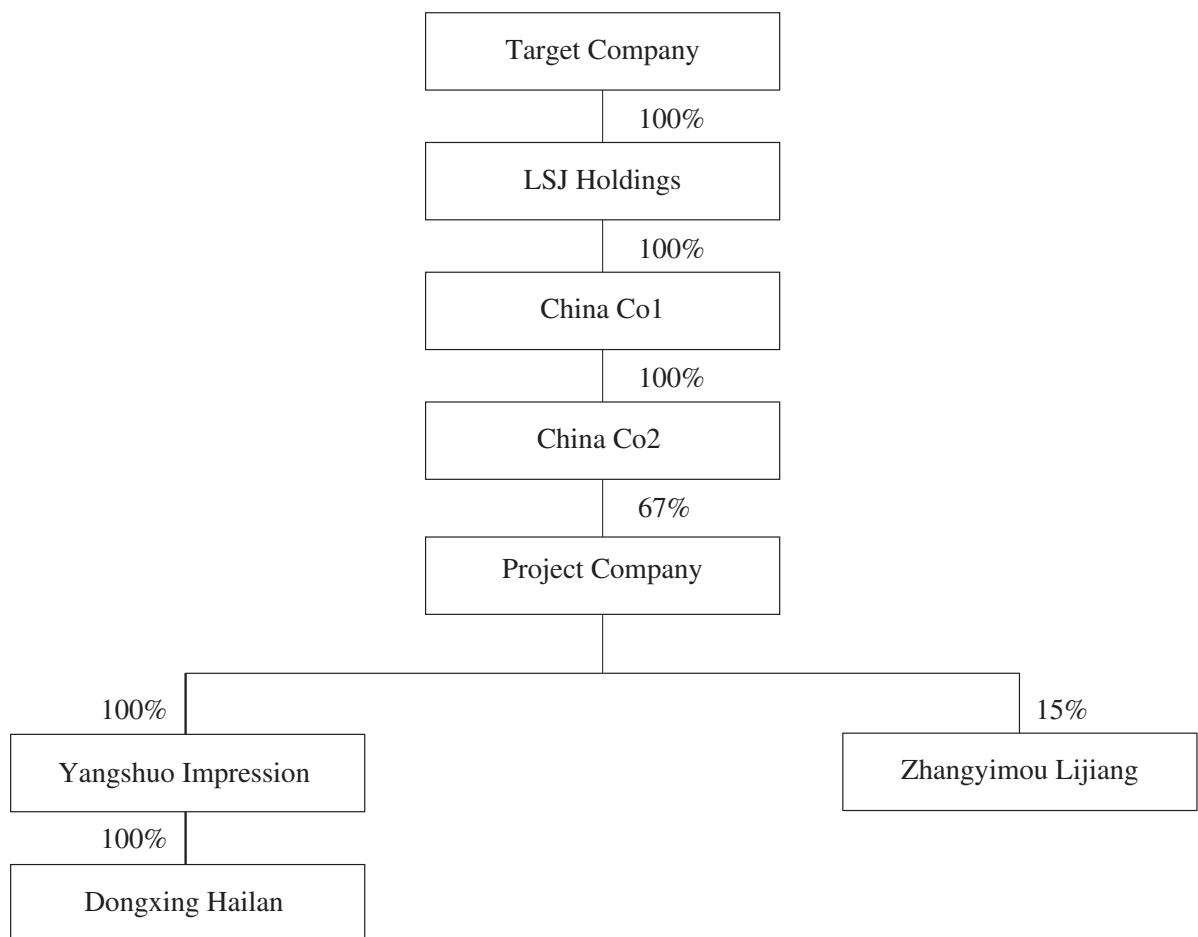 Target Company
100%
LSJ Holdings
100%
China Co1
100%
China Co2
67%
Project Company
100%
15%
Yangshuo Impression
Zhangyimou Lijiang
100%
Dongxing Hailan